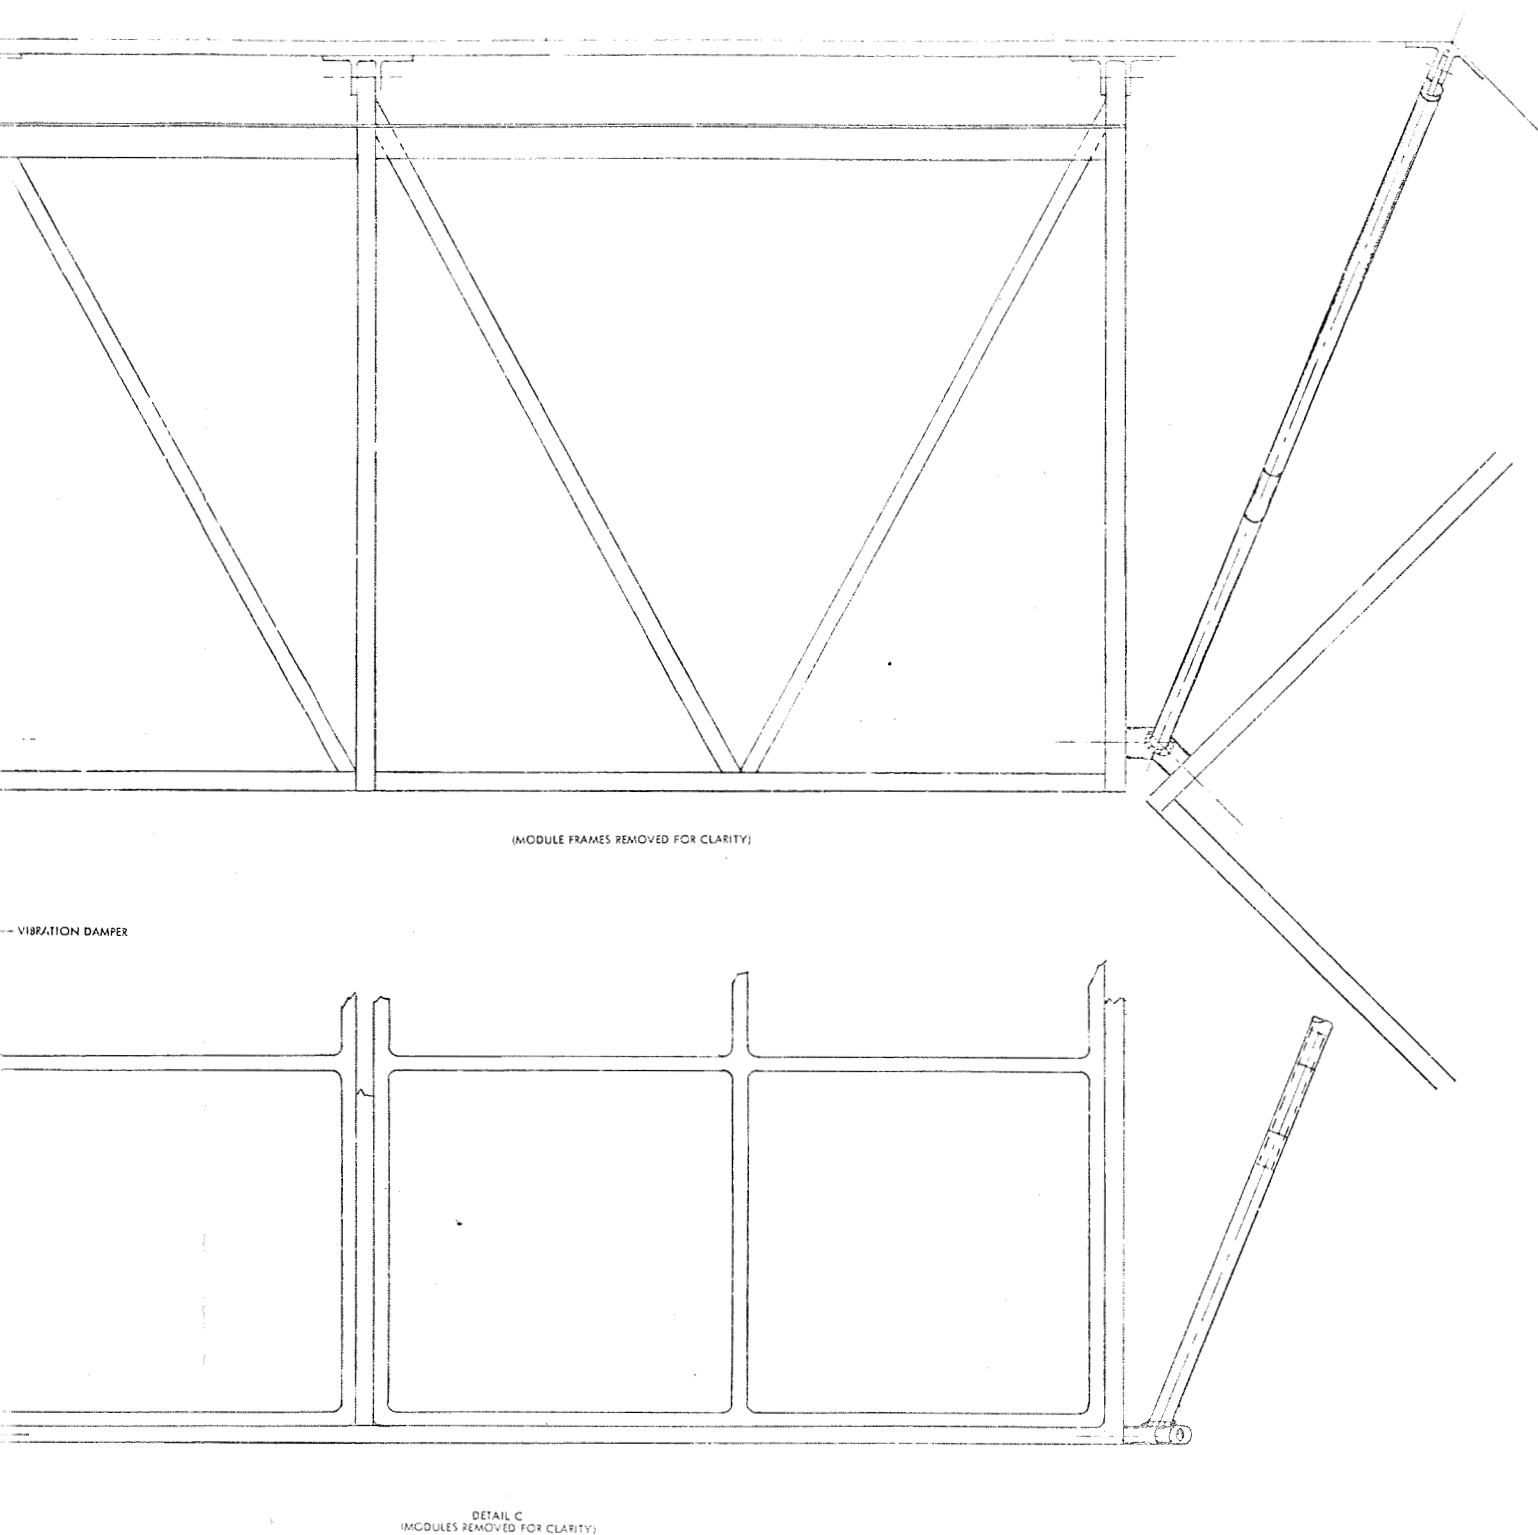 (MODULE FRAMES REMOVED FOR CLARITY)
VIBRATION DAMPER
DETAIL C
(MODULES REMOVED FOR CLARITY)